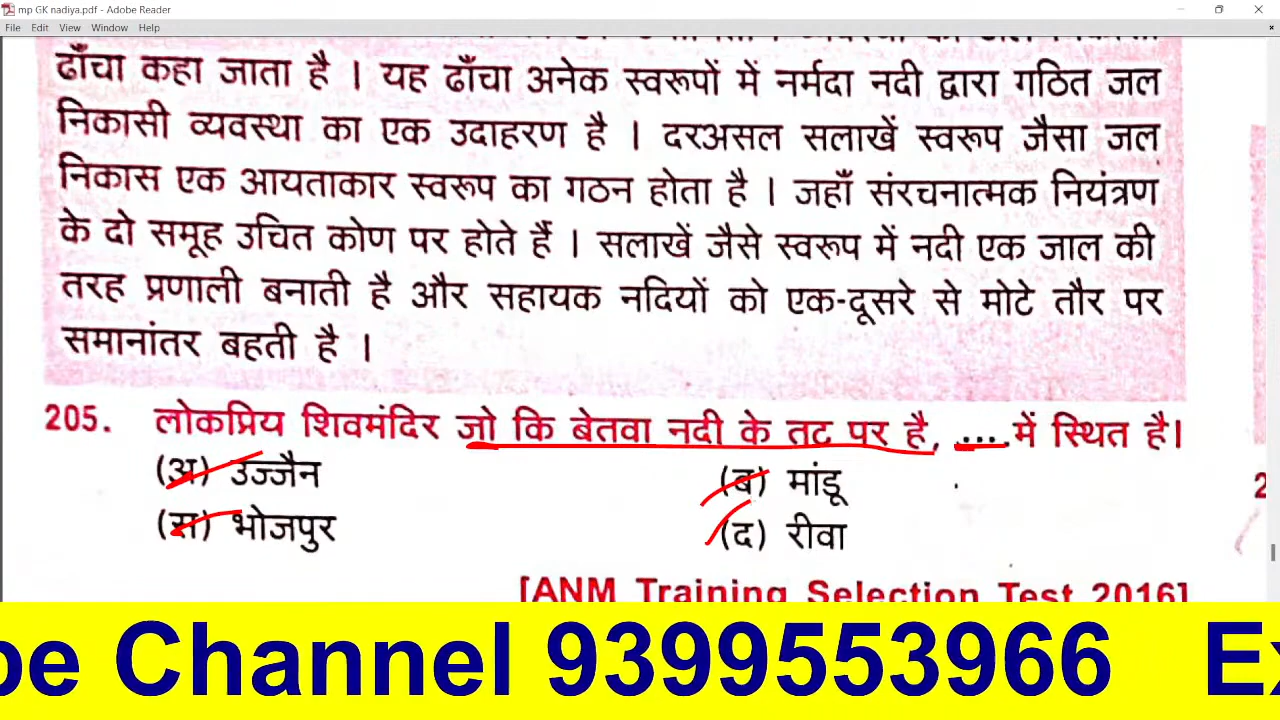 mp GK nadiya.pdf - Adobe Reader
File Edit View Window Help
ढाँचा कहा जाता है । यह ढाँचा अनेक स्वरूपों में नर्मदा नदी द्वारा गठित जल
निकासी व्यवस्था का एक उदाहरण है । दरअसल सलाखें स्वरूप जैसा जल
निकास एक आयताकार स्वरूप का गठन होता है । जहाँ संरचनात्मक नियंत्रण
के दो समूह उचित कोण पर होते हैं । सलाखें जैसे स्वरूप में नदी एक जाल की
तरह प्रणाली बनाती है और सहायक नदियों को एक-दूसरे से मोटे तौर पर
समानांतर बहती है ।
205. लोकप्रिय शिवमंदिर जो कि बेतवा नदी के तट पर है, ....में स्थित है।
(अ) उज्जैन (ब) मांडू
(स) भोजपुर (द) रीवा
[ANM Training Selection Test 2016]
Channel 9399553966